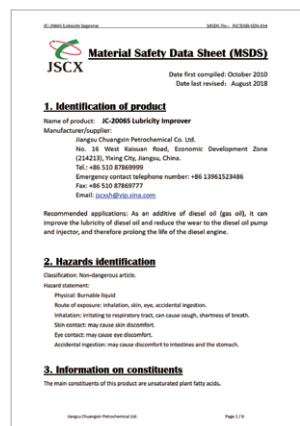 JC-2006S Lubricity Improver
JSCX
Material Safety Data Sheet (MSDS)
Date first compiled: October 2010
Date last revised: August 2018
1. Identification of product
Name of product: JC-2006S Lubricity Improver
Manufacturer/supplier:
Jiangsu Chuangxin Petrochemical Co. Ltd.
No. 16 West Kaixuan Road, Economic Development Zone
(214213), Yixing City, Jiangsu, China.
Tel.: +86 510 87869999
Emergency contact telephone number: +86 13961523486
Fax: +86 510 87869777
Email: jscxsh@vip.sina.com
Recommended applications: As an additive of diesel oil (gas oil), it can
improve the lubricity of diesel oil and reduce the wear to the diesel oil pump
and injector, and therefore prolong the life of the diesel engine.
2. Hazards identification
Classification: Non-dangerous article.
Hazard statement:
Physical: Burnable liquid
Route of exposure: inhalation, skin, eye, accidental ingestion.
Inhalation: irritating to respiratory tract, can cause cough, shortness of breath.
Skin contact: may cause skin discomfort.
Eye contact: may cause eye discomfort.
Accidental ingestion: may cause discomfort to intestines and the stomach.
3. Information on constituents
The main constituents of this product are unsaturated plant fatty acids.
Jiangsu Chuangxin Petrochemical Ltd.
Page 1 / 6